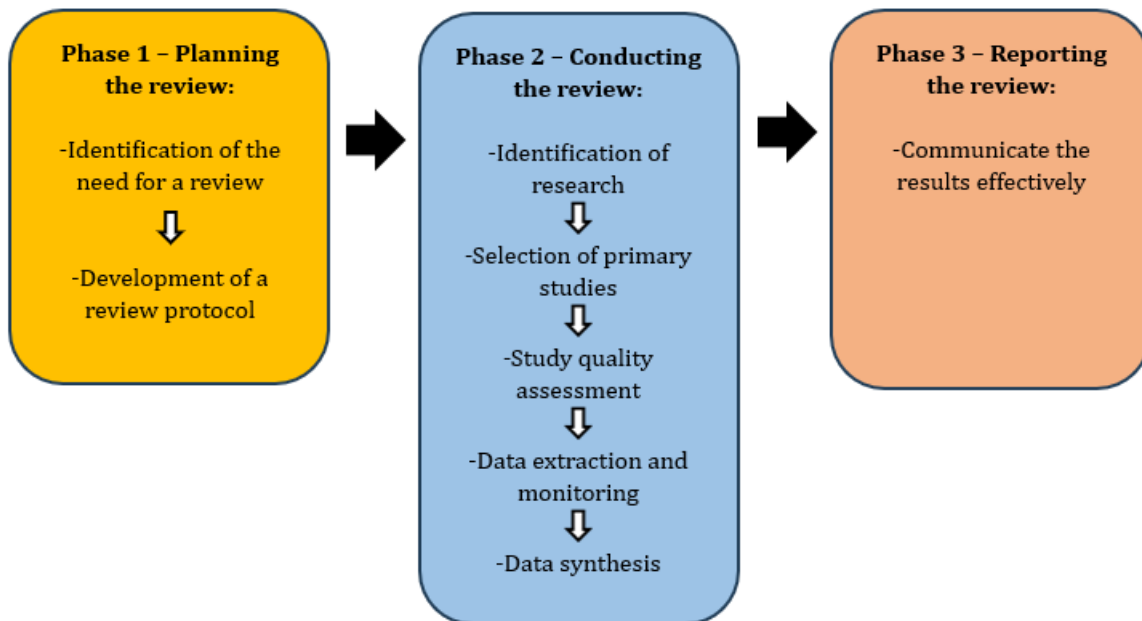 Phase 1 – Planning
the review:
-Identification of the
need for a review
-Development of a
review protocol
Phase 2 – Conducting
the review:
-Identification of
research
-Selection of primary
studies
-Study quality
assessment
-Data extraction and
monitoring
-Data synthesis
Phase 3 – Reporting
the review:
-Communicate the
results effectively